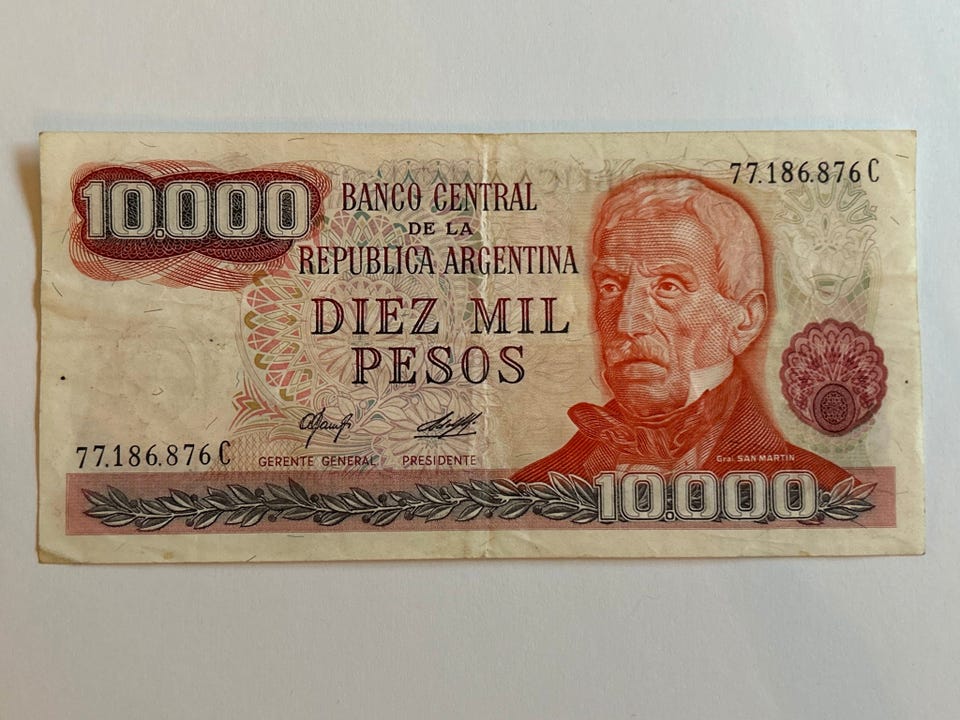 10.000
BANCO CENTRAL
DE LA
REPUBLICA ARGENTINA
77.186.876 C
DIEZ MIL
PESOS
77.186.876 C
GERENTE GENERAL PRESIDENTE
Gral. SAN MARTIN
10.000